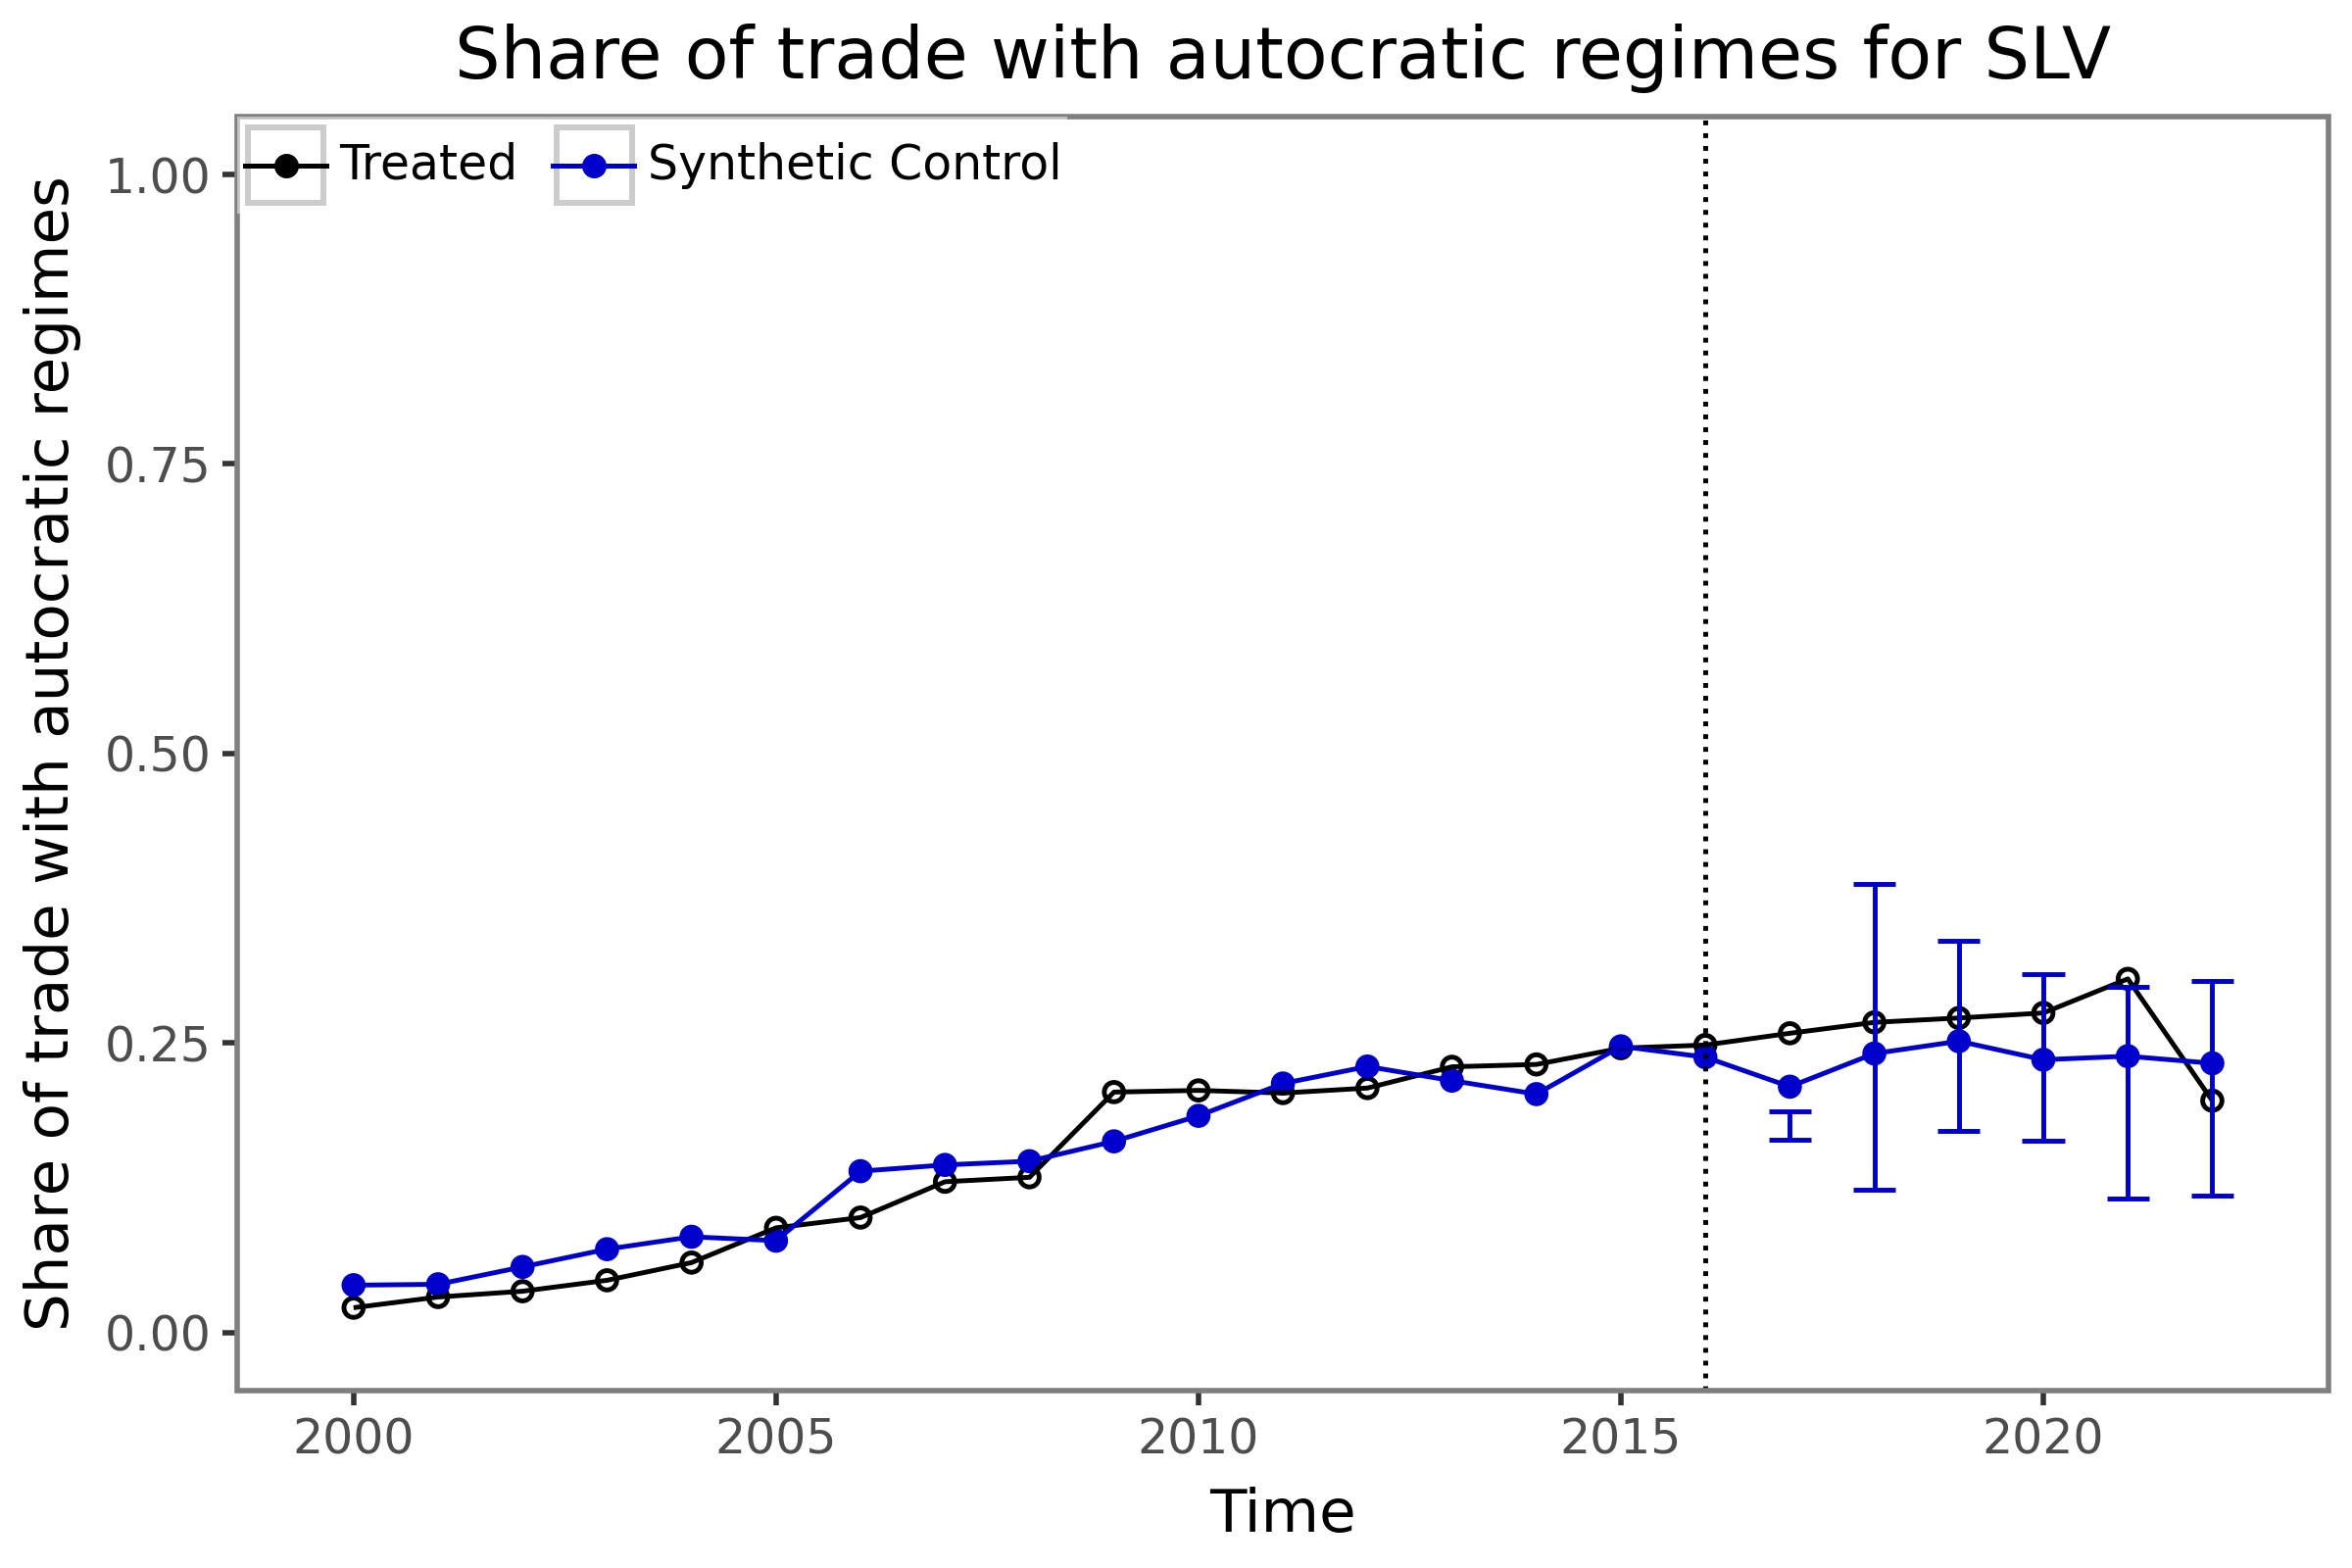 Share of trade with autocratic regimes for SLV
Treated Synthetic Control
Share of trade with autocratic regimes
1.00
0.75
0.50
0.25
0.00
2000 2005 2010 2015 2020
Time